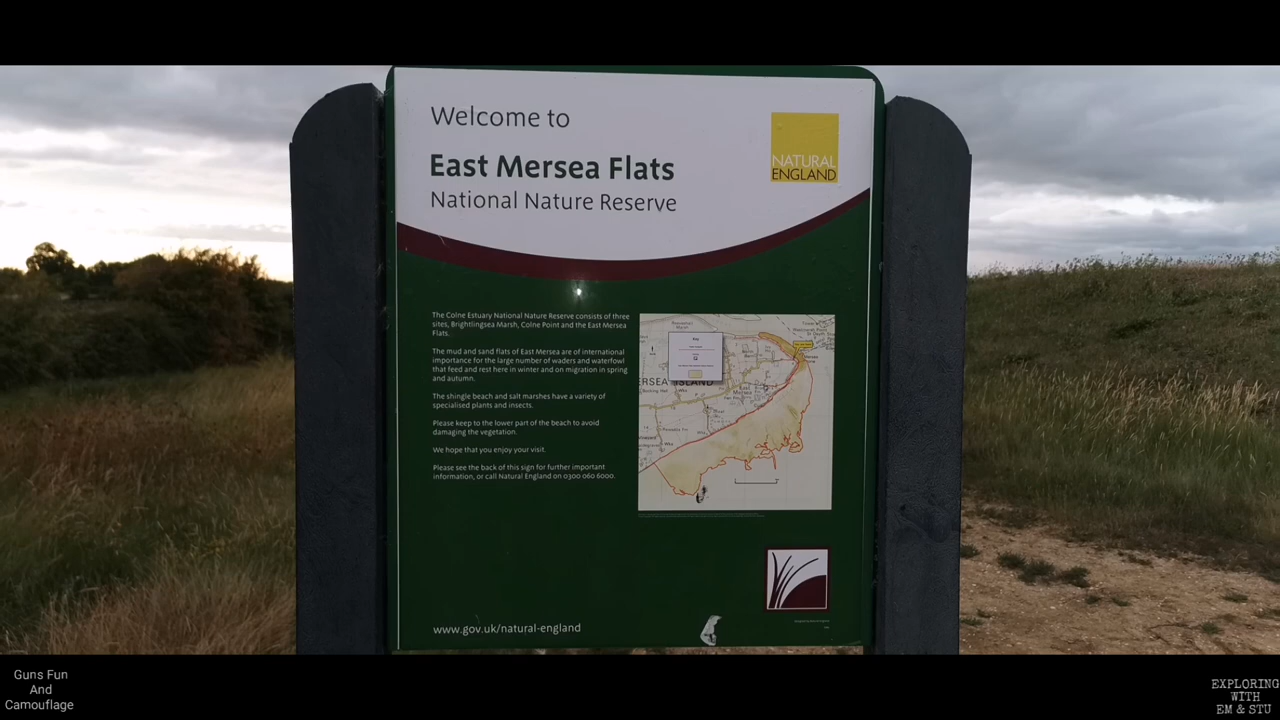 Welcome to
East Mersea Flats
National Nature Reserve
NATURAL
ENGLAND
The Colne Estuary National Nature Reserve consists of three
sites, Brightlingsea Marsh, Colne Point and the East Mersea
Flats.
The mud and sand flats of East Mersea are of international
importance for the large number of waders and waterfowl
that feed and rest here in winter and on migration in spring
and autumn.
The shingle beach and salt marshes have a variety of
specialised plants and insects.
Please keep to the lower part of the beach to avoid
damaging the vegetation.
We hope that you enjoy your visit.
Please see the back of this sign for further important
information, or call Natural England on 0300 060 6000.
ERSEA ISLAND
East
Mersea
www.gov.uk/natural-england
Guns Fun
And
Camouflage
EXPLORING
WITH
EM & STU